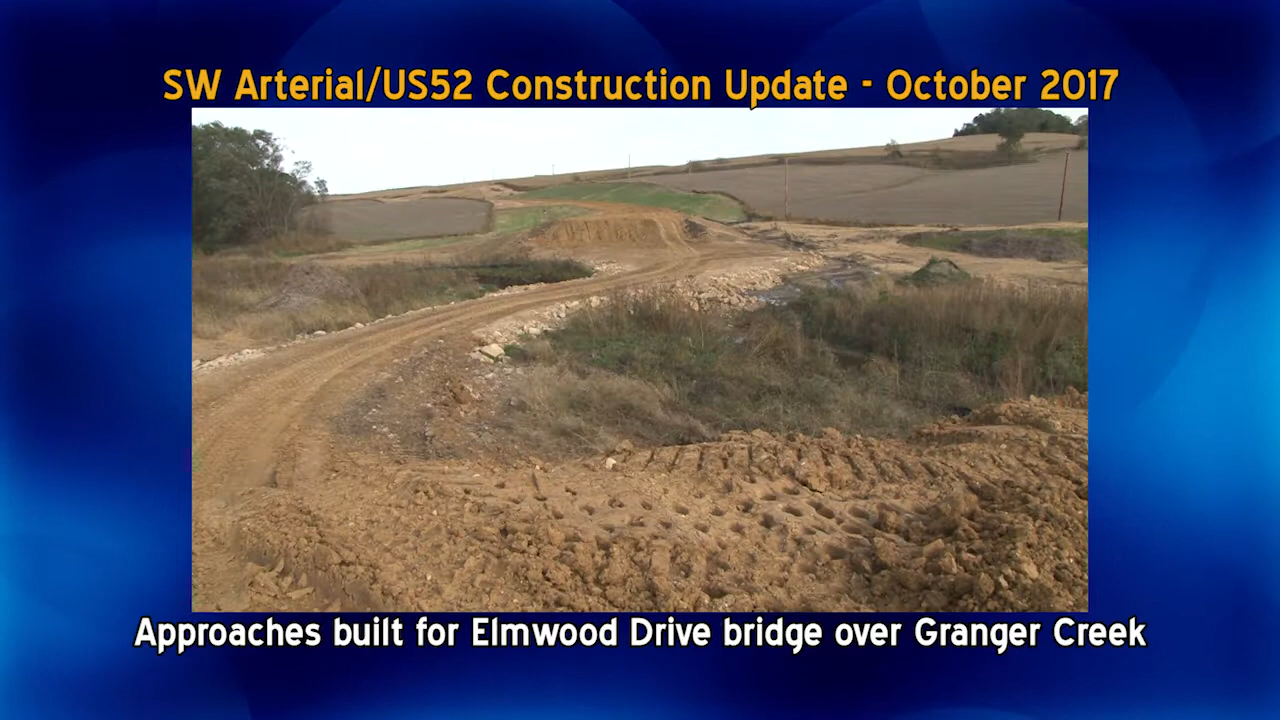 SW Arterial/US52 Construction Update - October 2017
Approaches built for Elmwood Drive bridge over Granger Creek